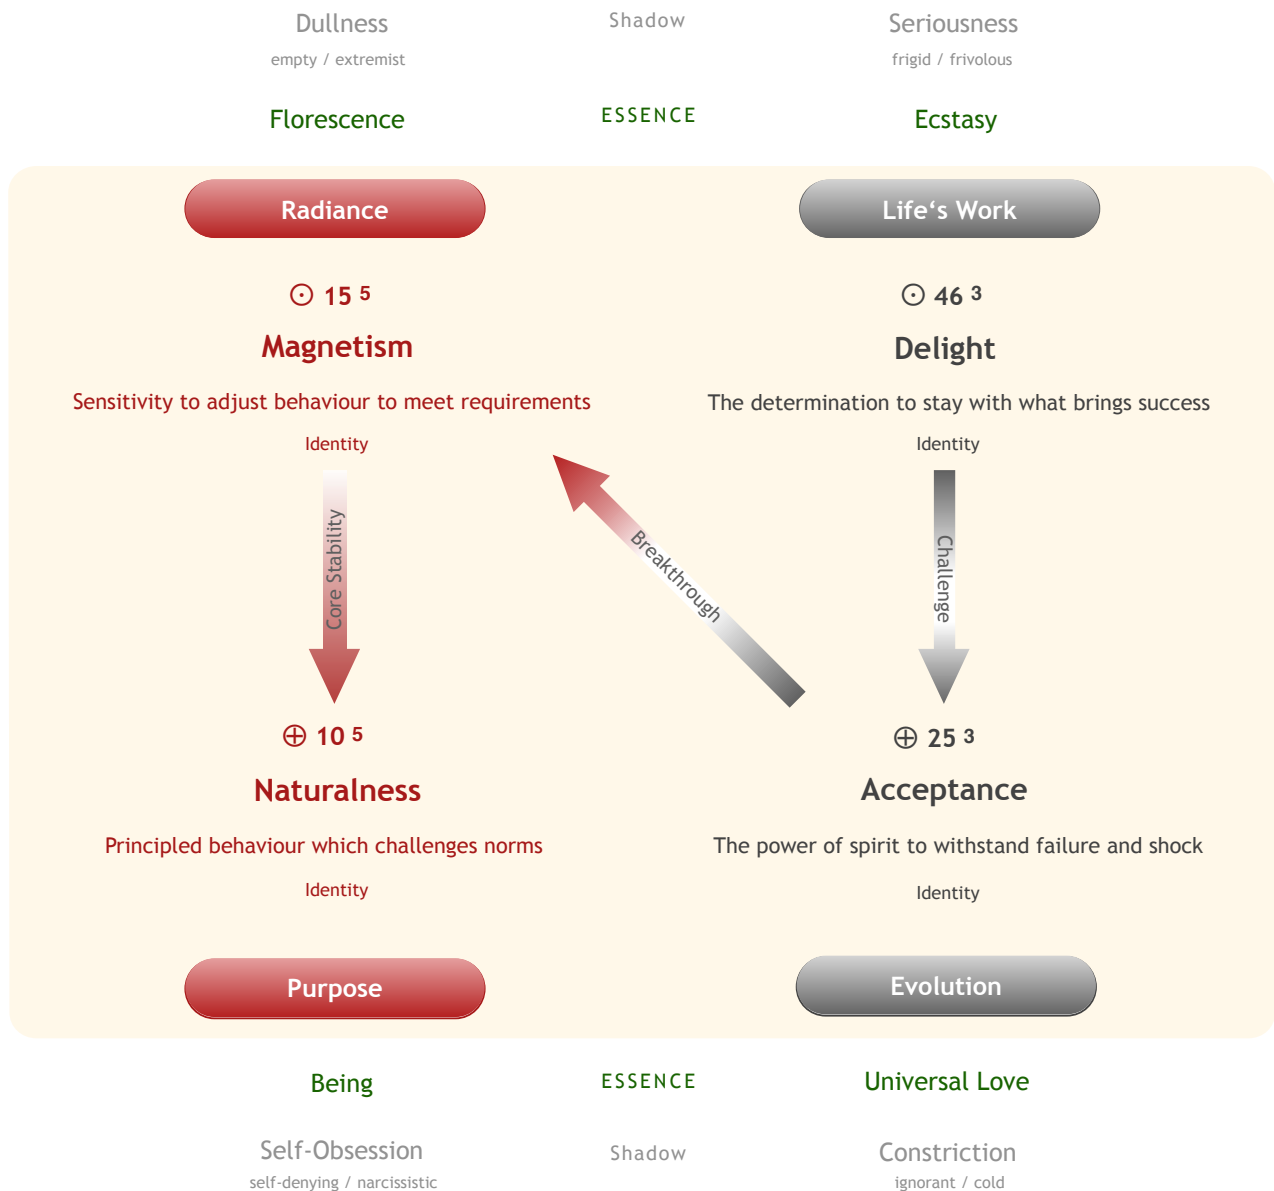 Dullness
Shadow
Seriousness
empty / extremist
frigid / frivolous
Florescence
ESSENCE
Ecstasy
Radiance
Life‘s Work
⨀ 15 5
⨀ 46 3
Magnetism
Delight
Sensitivity to adjust behaviour to meet requirements
The determination to stay with what brings success
Identity
Identity
Core Stability
Breakthrough
Challenge
⊕ 10 5
⊕ 25 3
Naturalness
Acceptance
Principled behaviour which challenges norms
The power of spirit to withstand failure and shock
Identity
Identity
Purpose
Evolution
Being
ESSENCE
Universal Love
Self-Obsession
Shadow
Constriction
self-denying / narcissistic
ignorant / cold